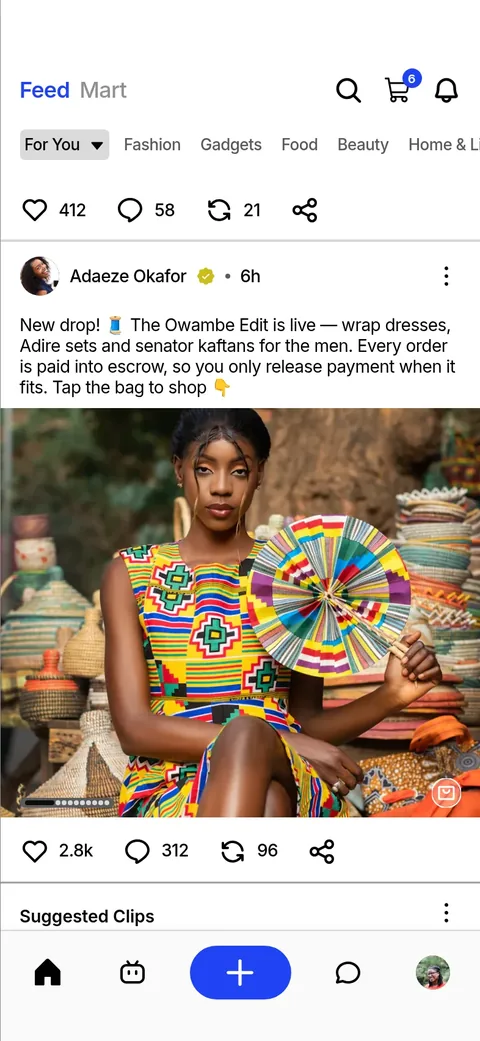 Feed Mart
6
For You Fashion Gadgets Food Beauty Home & Li
412 58 21
Adaeze Okafor • 6h
New drop! 🧵 The Owambe Edit is live — wrap dresses,
Adire sets and senator kaftans for the men. Every order
is paid into escrow, so you only release payment when it
fits. Tap the bag to shop 👇
2.8k 312 96
Suggested Clips